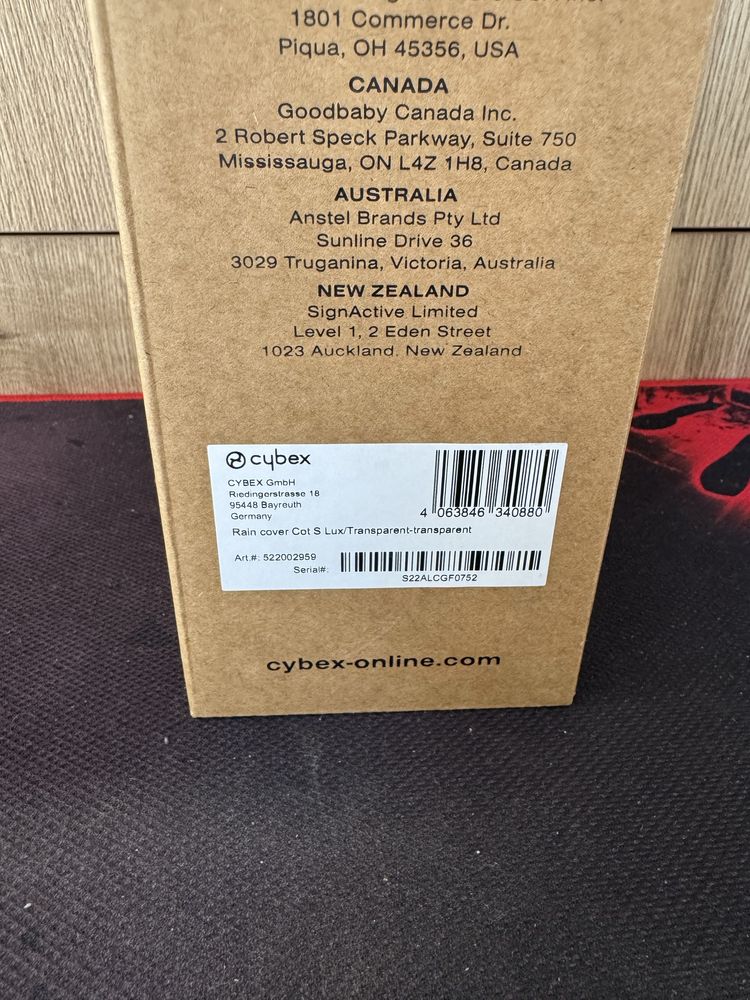 1801 Commerce Dr.
Piqua, OH 45356, USA
CANADA
Goodbaby Canada Inc.
2 Robert Speck Parkway, Suite 750
Mississauga, ON L4Z 1H8, Canada
AUSTRALIA
Anstel Brands Pty Ltd
Sunline Drive 36
3029 Truganina, Victoria, Australia
NEW ZEALAND
SignActive Limited
Level 1, 2 Eden Street
1023 Auckland, New Zealand
cybex
CYBEX GmbH
Riedingerstrasse 18
95448 Bayreuth
Germany
4 063846 340880
Rain cover Cot S Lux/Transparent-transparent
Art.#: 522002959
Serial#:
S22ALCGF0752
cybex-online.com